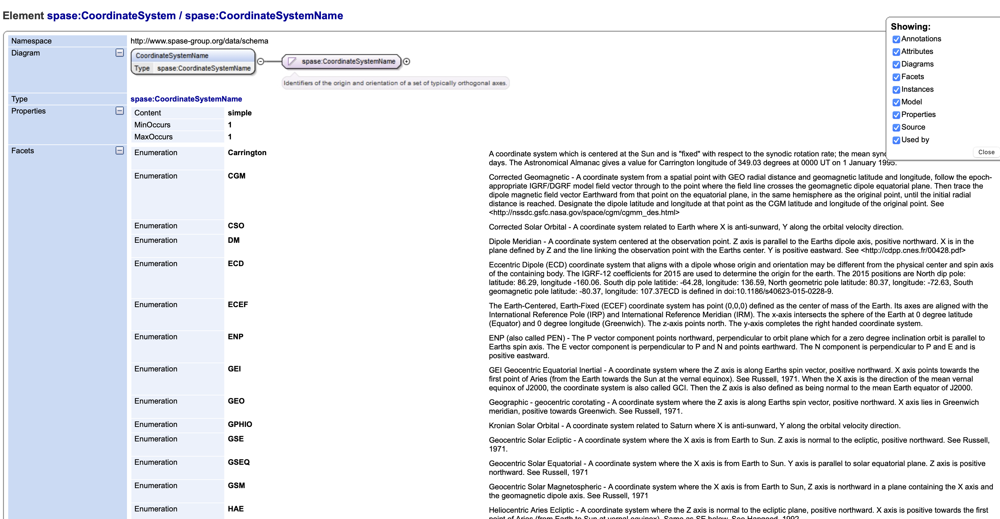 Element spase:CoordinateSystem / spase:CoordinateSystemName
Showing:
Annotations
Attributes
Diagrams
Facets
Instances
Model
Properties
Source
Used by
Close
Namespace
http://www.spase-group.org/data/schema
Diagram
CoordinateSystemName
Type spase:CoordinateSystemName
spase:CoordinateSystemName
Identifiers of the origin and orientation of a set of typically orthogonal axes.
Type
spase:CoordinateSystemName
Properties
Content simple
MinOccurs 1
MaxOccurs 1
Facets
Enumeration Carrington
A coordinate system which is centered at the Sun and is "fixed" with respect to the synodic rotation rate; the mean
days. The Astronomical Almanac gives a value for Carrington longitude of 349.03 degrees at 0000 UT on 1 January 1995.
Enumeration CGM
Corrected Geomagnetic - A coordinate system from a spatial point with GEO radial distance and geomagnetic latitude and longitude, follow the epoch-
appropriate IGRF/DGRF model field vector through to the point where the field line crosses the geomagnetic dipole equatorial plane. Then trace the
dipole magnetic field vector Earthward from that point on the equatorial plane, in the same hemisphere as the original point, until the initial radial
distance is reached. Designate the dipole latitude and longitude at that point as the CGM latitude and longitude of the original point. See
<http://nssdc.gsfc.nasa.gov/space/cgm/cgmm_des.html>
Enumeration CSO
Corrected Solar Orbital - A coordinate system related to Earth where X is anti-sunward, Y along the orbital velocity direction.
Enumeration DM
Dipole Meridian - A coordinate system centered at the observation point. Z axis is parallel to the Earths dipole axis, positive northward. X is in the
plane defined by Z and the line linking the observation point with the Earths center. Y is positive eastward. See <http://cdpp.cnes.fr/00428.pdf>
Enumeration ECD
Eccentric Dipole (ECD) coordinate system that aligns with a dipole whose origin and orientation may be different from the physical center and spin axis
of the containing body. The IGRF-12 coefficients for 2015 are used to determine the origin for the earth. The 2015 positions are North dip pole:
latitude: 86.29, longitude -160.06. South dip pole latitide: -64.28, longitude: 136.59, North geometric pole latitude: 80.37, longitude: -72.63, South
geomagnetic pole latitude: -80.37, longitude: 107.37ECD is defined in doi:10.1186/s40623-015-0228-9.
Enumeration ECEF
The Earth-Centered, Earth-Fixed (ECEF) coordinate system has point (0,0,0) defined as the center of mass of the Earth. Its axes are aligned with the
International Reference Pole (IRP) and International Reference Meridian (IRM). The x-axis intersects the sphere of the Earth at 0 degree latitude
(Equator) and 0 degree longitude (Greenwich). The z-axis points north. The y-axis completes the right handed coordinate system.
Enumeration ENP
ENP (also called PEN) - The P vector component points northward, perpendicular to orbit plane which for a zero degree inclination orbit is parallel to
Earths spin axis. The E vector component is perpendicular to P and N and points earthward. The N component is perpendicular to P and E and is
positive eastward.
Enumeration GEI
GEI Geocentric Equatorial Inertial - A coordinate system where the Z axis is along Earths spin vector, positive northward. X axis points towards the
first point of Aries (from the Earth towards the Sun at the vernal equinox). See Russell, 1971. When the X axis is the direction of the mean vernal
equinox of J2000, the coordinate system is also called GCI. Then the Z axis is also defined as being normal to the mean Earth equator of J2000.
Enumeration GEO
Geographic - geocentric corotating - A coordinate system where the Z axis is along Earths spin vector, positive northward. X axis lies in Greenwich
meridian, positive towards Greenwich. See Russell, 1971.
Enumeration GPHIO
Kronian Solar Orbital - A coordinate system related to Saturn where X is anti-sunward, Y along the orbital velocity direction.
Enumeration GSE
Geocentric Solar Ecliptic - A coordinate system where the X axis is from Earth to Sun. Z axis is normal to the ecliptic, positive northward. See Russell,
1971.
Enumeration GSEQ
Geocentric Solar Equatorial - A coordinate system where the X axis is from Earth to Sun. Y axis is parallel to solar equatorial plane. Z axis is positive
northward. See Russell, 1971
Enumeration GSM
Geocentric Solar Magnetospheric - A coordinate system where the X axis is from Earth to Sun, Z axis is northward in a plane containing the X axis and
the geomagnetic dipole axis. See Russell, 1971
Enumeration HAE
Heliocentric Aries Ecliptic - A coordinate system where the Z axis is normal to the ecliptic plane, positive northward. X axis is positive towards the first
point of Aries (from Earth to Sun at vernal equinox). Same as SE below. See Hapgood, 1992